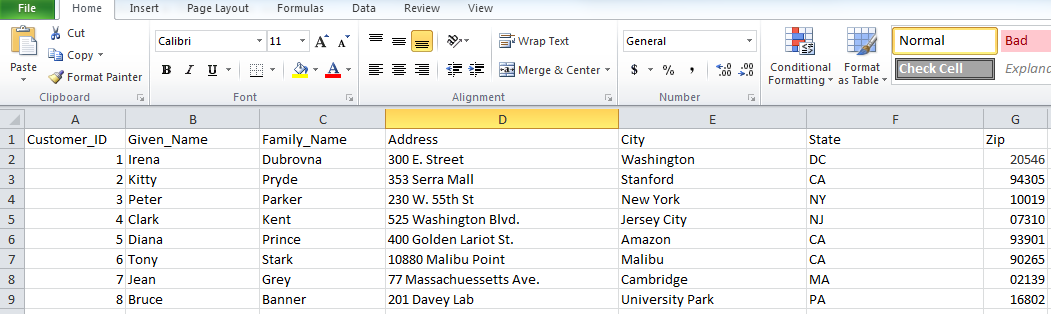 File Home Insert Page Layout Formulas Data Review View
Cut
Copy
Format Painter
Paste
Clipboard
Calibri 11 A A
B I U A
Font
Wrap Text
Merge & Center
Alignment
General
$ % , .00 .0
Number
Conditional Formatting
Format as Table
Normal Bad
Check Cell Explana
A B C D E F G
1 Customer_ID Given_Name Family_Name Address City State Zip
2 1 Irena Dubrovna 300 E. Street Washington DC 20546
3 2 Kitty Pryde 353 Serra Mall Stanford CA 94305
4 3 Peter Parker 230 W. 55th St New York NY 10019
5 4 Clark Kent 525 Washington Blvd. Jersey City NJ 07310
6 5 Diana Prince 400 Golden Lariot St. Amazon CA 93901
7 6 Tony Stark 10880 Malibu Point Malibu CA 90265
8 7 Jean Grey 77 Massachuessetts Ave. Cambridge MA 02139
9 8 Bruce Banner 201 Davey Lab University Park PA 16802